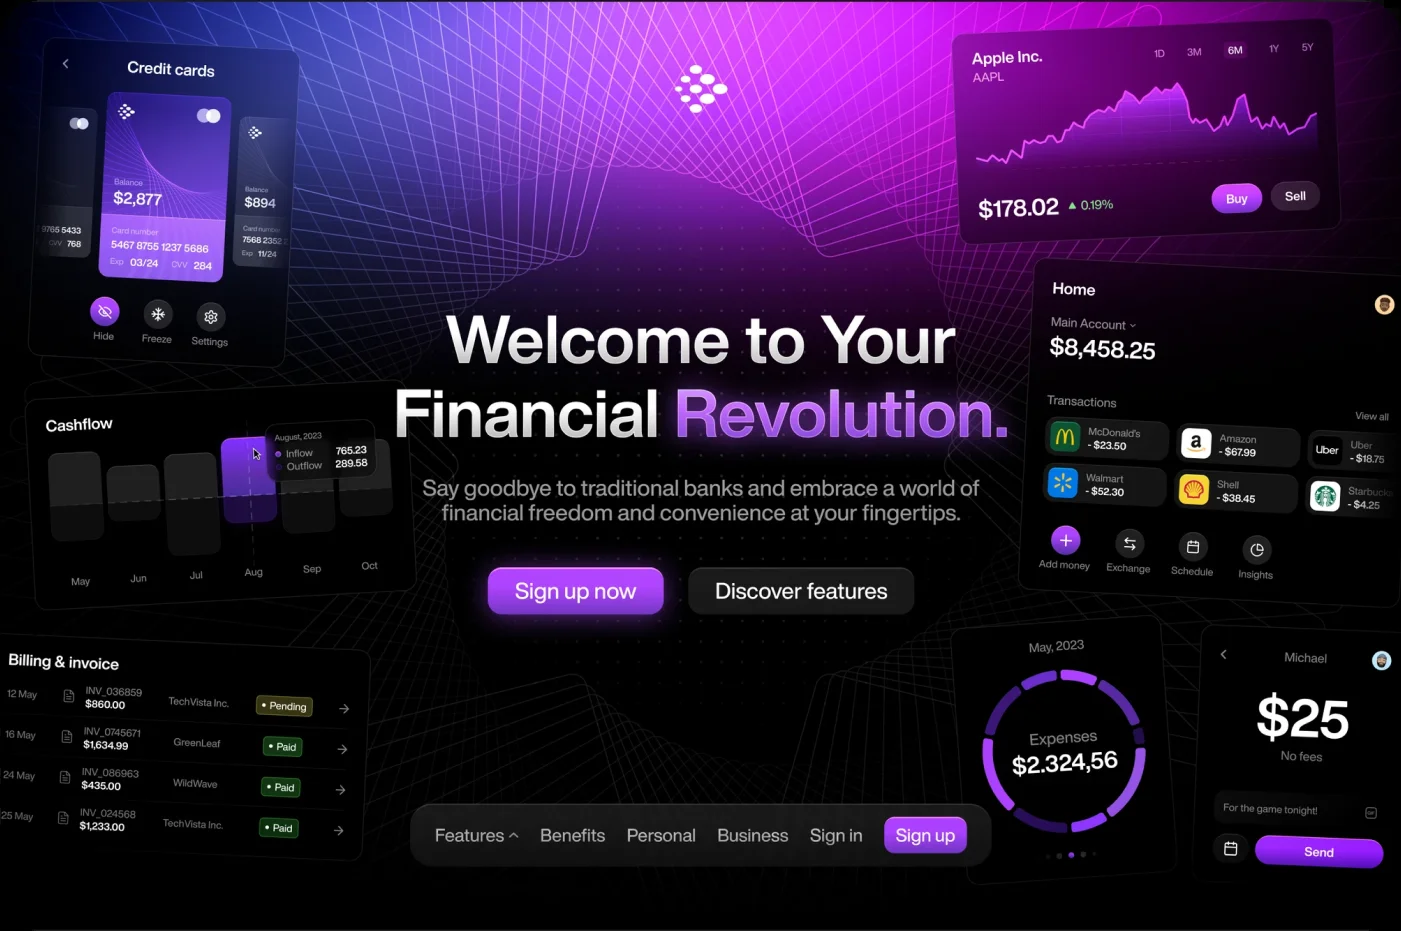 Credit cards
9765 5433
CVV 768
Balance
$2,877
Card number
5467 8755 1237 5686
Exp 03/24 CVV 284
Balance
$894
Card number
7568 2352
Exp 11/24
Hide
Freeze
Settings
Apple Inc.
AAPL
1D 3M 6M 1Y 5Y
$178.02 ▲ 0.19%
Buy
Sell
Welcome to Your
Financial Revolution.
Say goodbye to traditional banks and embrace a world of
financial freedom and convenience at your fingertips.
Sign up now
Discover features
Cashflow
August, 2023
Inflow 765.23
Outflow 289.58
May Jun Jul Aug Sep Oct
Home
Main Account
$8,458.25
Transactions
View all
McDonald's
- $23.50
a
Amazon
- $67.99
Uber
Uber
- $18.75
Walmart
- $52.30
Shell
- $38.45
Starbucks
- $4.25
Add money
Exchange
Schedule
Insights
Billing & invoice
12 May
INV_036859
$860.00
TechVista Inc.
Pending
16 May
INV_0745671
$1,634.99
GreenLeaf
Paid
24 May
INV_086963
$435.00
WildWave
Paid
25 May
INV_024568
$1,233.00
TechVista Inc.
Paid
May, 2023
Expenses
$2.324,56
Michael
$25
No fees
For the game tonight!
Send
Features Benefits Personal Business Sign in Sign up